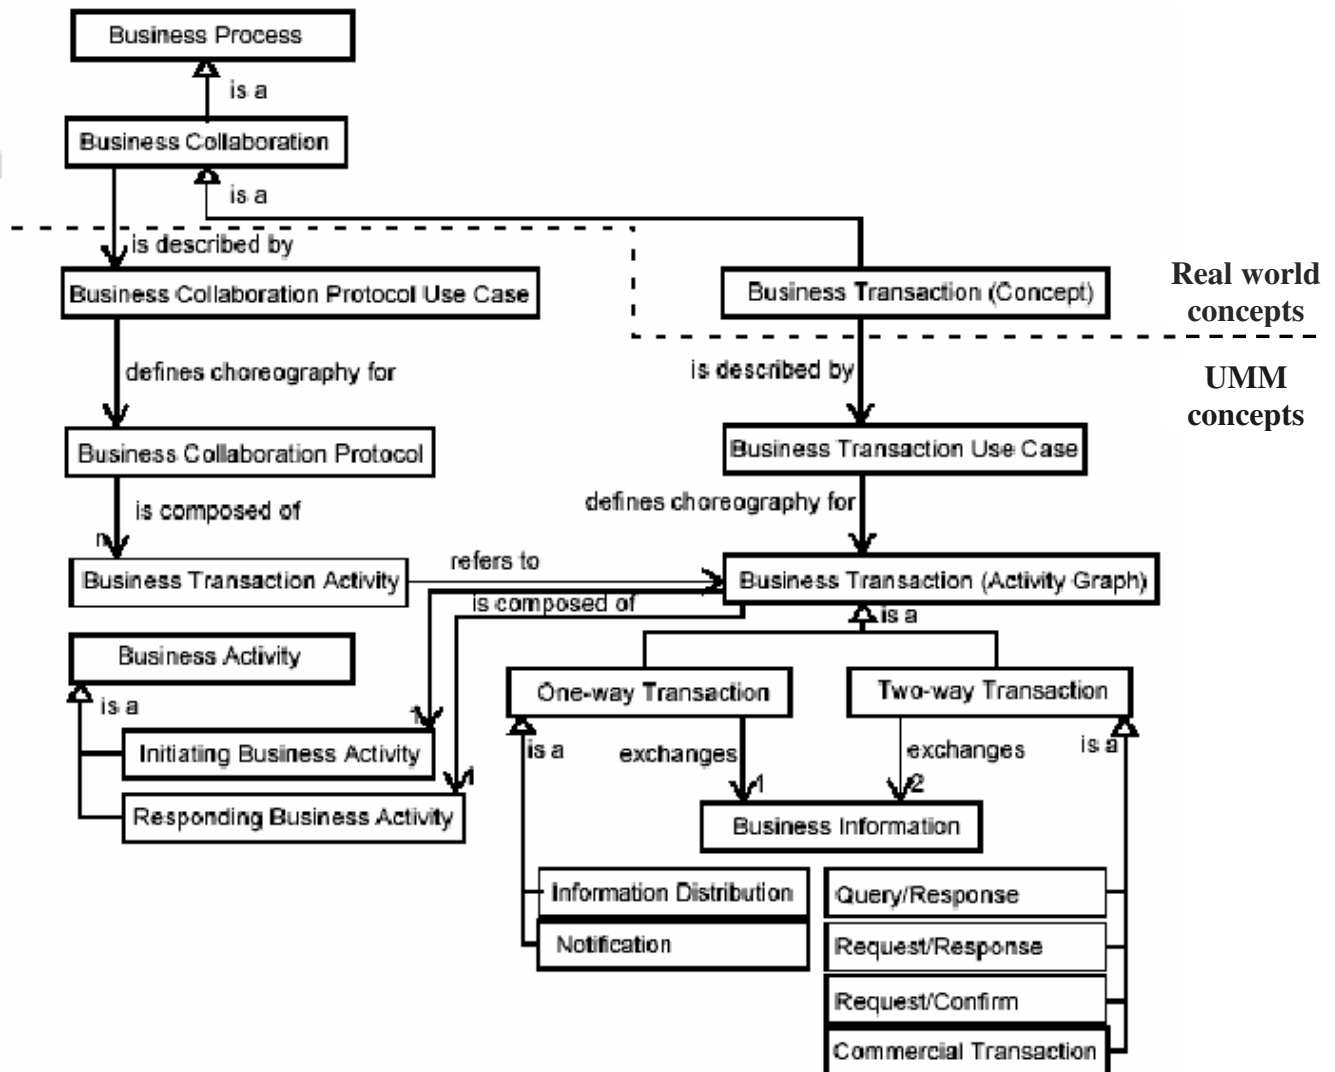 Business Process
is a
Business Collaboration
is a
is described by
Business Collaboration Protocol Use Case
Business Transaction (Concept)
Real world
concepts
defines choreography for
is described by
UMM
concepts
Business Collaboration Protocol
Business Transaction Use Case
is composed of
defines choreography for
n
Business Transaction Activity
refers to
Business Transaction (Activity Graph)
is composed of
is a
Business Activity
is a
One-way Transaction
Two-way Transaction
1
Initiating Business Activity
is a
exchanges
exchanges
is a
1
1
2
Responding Business Activity
Business Information
Information Distribution
Query/Response
Notification
Request/Response
Request/Confirm
Commercial Transaction